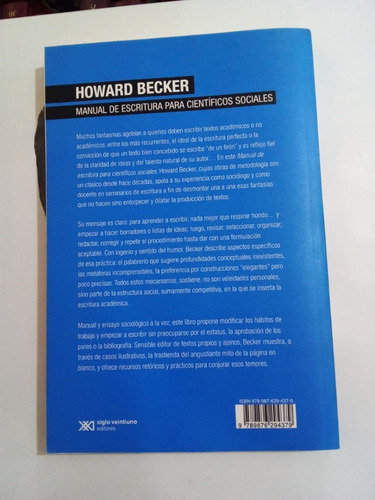 HOWARD BECKER
MANUAL DE ESCRITURA PARA CIENTÍFICOS SOCIALES
Muchos fantasmas agobian a quienes deben escribir textos académicos o no
académicos: entre los más recurrentes, el ideal de la escritura perfecta o la
convicción de que un texto bien concebido se escribe "de un tirón" y es reflejo fiel
de la claridad de ideas y del talento natural de su autor... En este Manual de
escritura para científicos sociales, Howard Becker, cuyas obras de metodología son
un clásico desde hace décadas, apela a su experiencia como sociólogo y como
docente en seminarios de escritura a fin de desmontar una a una esas fantasías
que no hacen sino entorpecer y dilatar la producción de textos.
Su mensaje es claro: para aprender a escribir, nada mejor que respirar hondo... y
empezar a hacer borradores o listas de ideas; luego, revisar, seleccionar, organizar,
redactar, corregir y repetir el procedimiento hasta dar con una formulación
aceptable. Con ingenio y sentido del humor, Becker describe aspectos específicos
de esa práctica: el palabrerío que sugiere profundidades conceptuales inexistentes,
las metáforas incomprensibles, la preferencia por construcciones "elegantes" pero
poco precisas. Todos estos mecanismos, sostiene, no son veleidades personales,
sino parte de la estructura social, sumamente competitiva, en la que se inserta la
escritura académica.
Manual y ensayo sociológico a la vez, este libro propone modificar los hábitos de
trabajo y empezar a escribir sin preocuparse por el estatus, la aprobación de los
pares o la bibliografía. Sensible editor de textos propios y ajenos, Becker muestra, a
través de casos ilustrativos, la trastienda del angustiante mito de la página en
blanco, y ofrece recursos retóricos y prácticos para conjurar esos temores.
siglo veintiuno
editores
ISBN 978-987-629-437-9
9 789876 294379